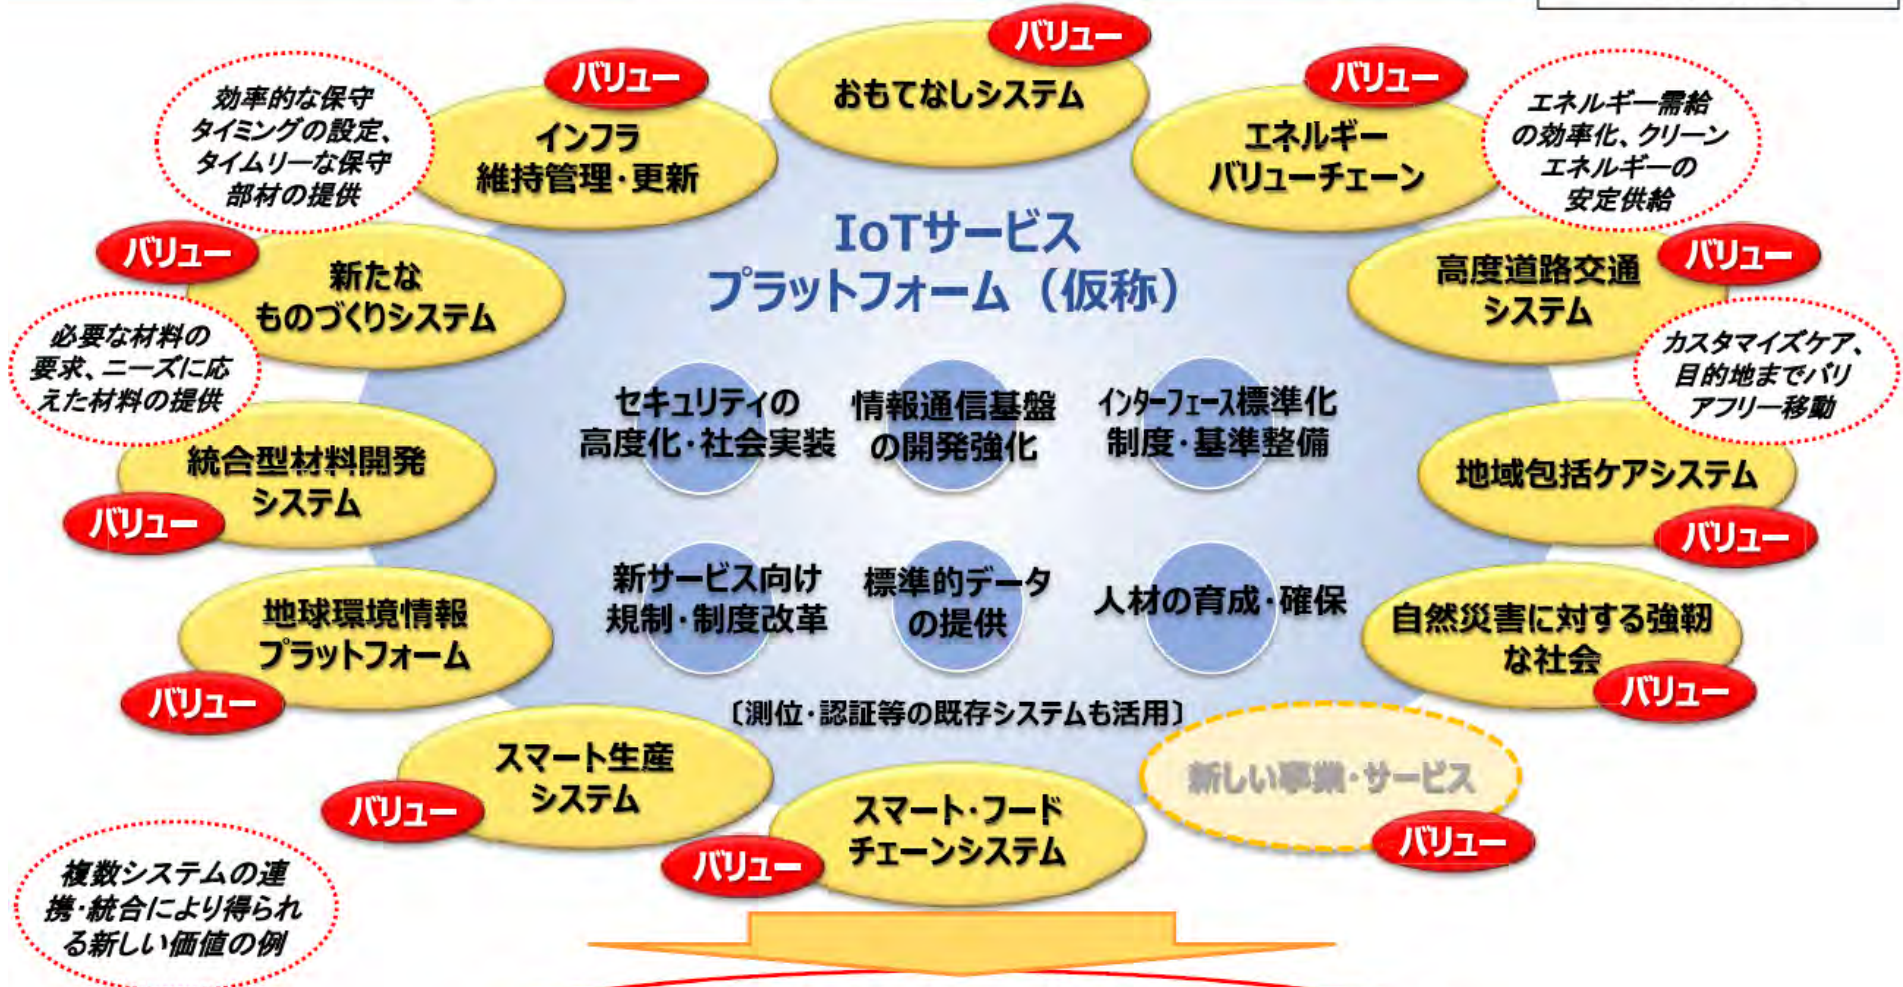 バリュー
おもてなしシステム
バリュー
インフラ
維持管理・更新
バリュー
エネルギー
バリューチェーン
効率的な保守
タイミングの設定、
タイムリーな保守
部材の提供
エネルギー需給
の効率化、クリーン
エネルギーの
安定供給
IoTサービス
プラットフォーム（仮称）
バリュー
新たな
ものづくりシステム
バリュー
高度道路交通
システム
必要な材料の
要求、ニーズに応
えた材料の提供
カスタマイズケア、
目的地までバリ
アフリー移動
セキュリティの
高度化・社会実装
情報通信基盤
の開発強化
インターフェース標準化
制度・基準整備
統合型材料開発
システム
バリュー
地域包括ケアシステム
バリュー
新サービス向け
規制・制度改革
標準的データ
の提供
人材の育成・確保
地球環境情報
プラットフォーム
バリュー
自然災害に対する強靭
な社会
バリュー
〔測位・認証等の既存システムも活用〕
スマート生産
システム
バリュー
スマート・フード
チェーンシステム
バリュー
新しい事業・サービス
バリュー
複数システムの連
携・統合により得られ
る新しい価値の例